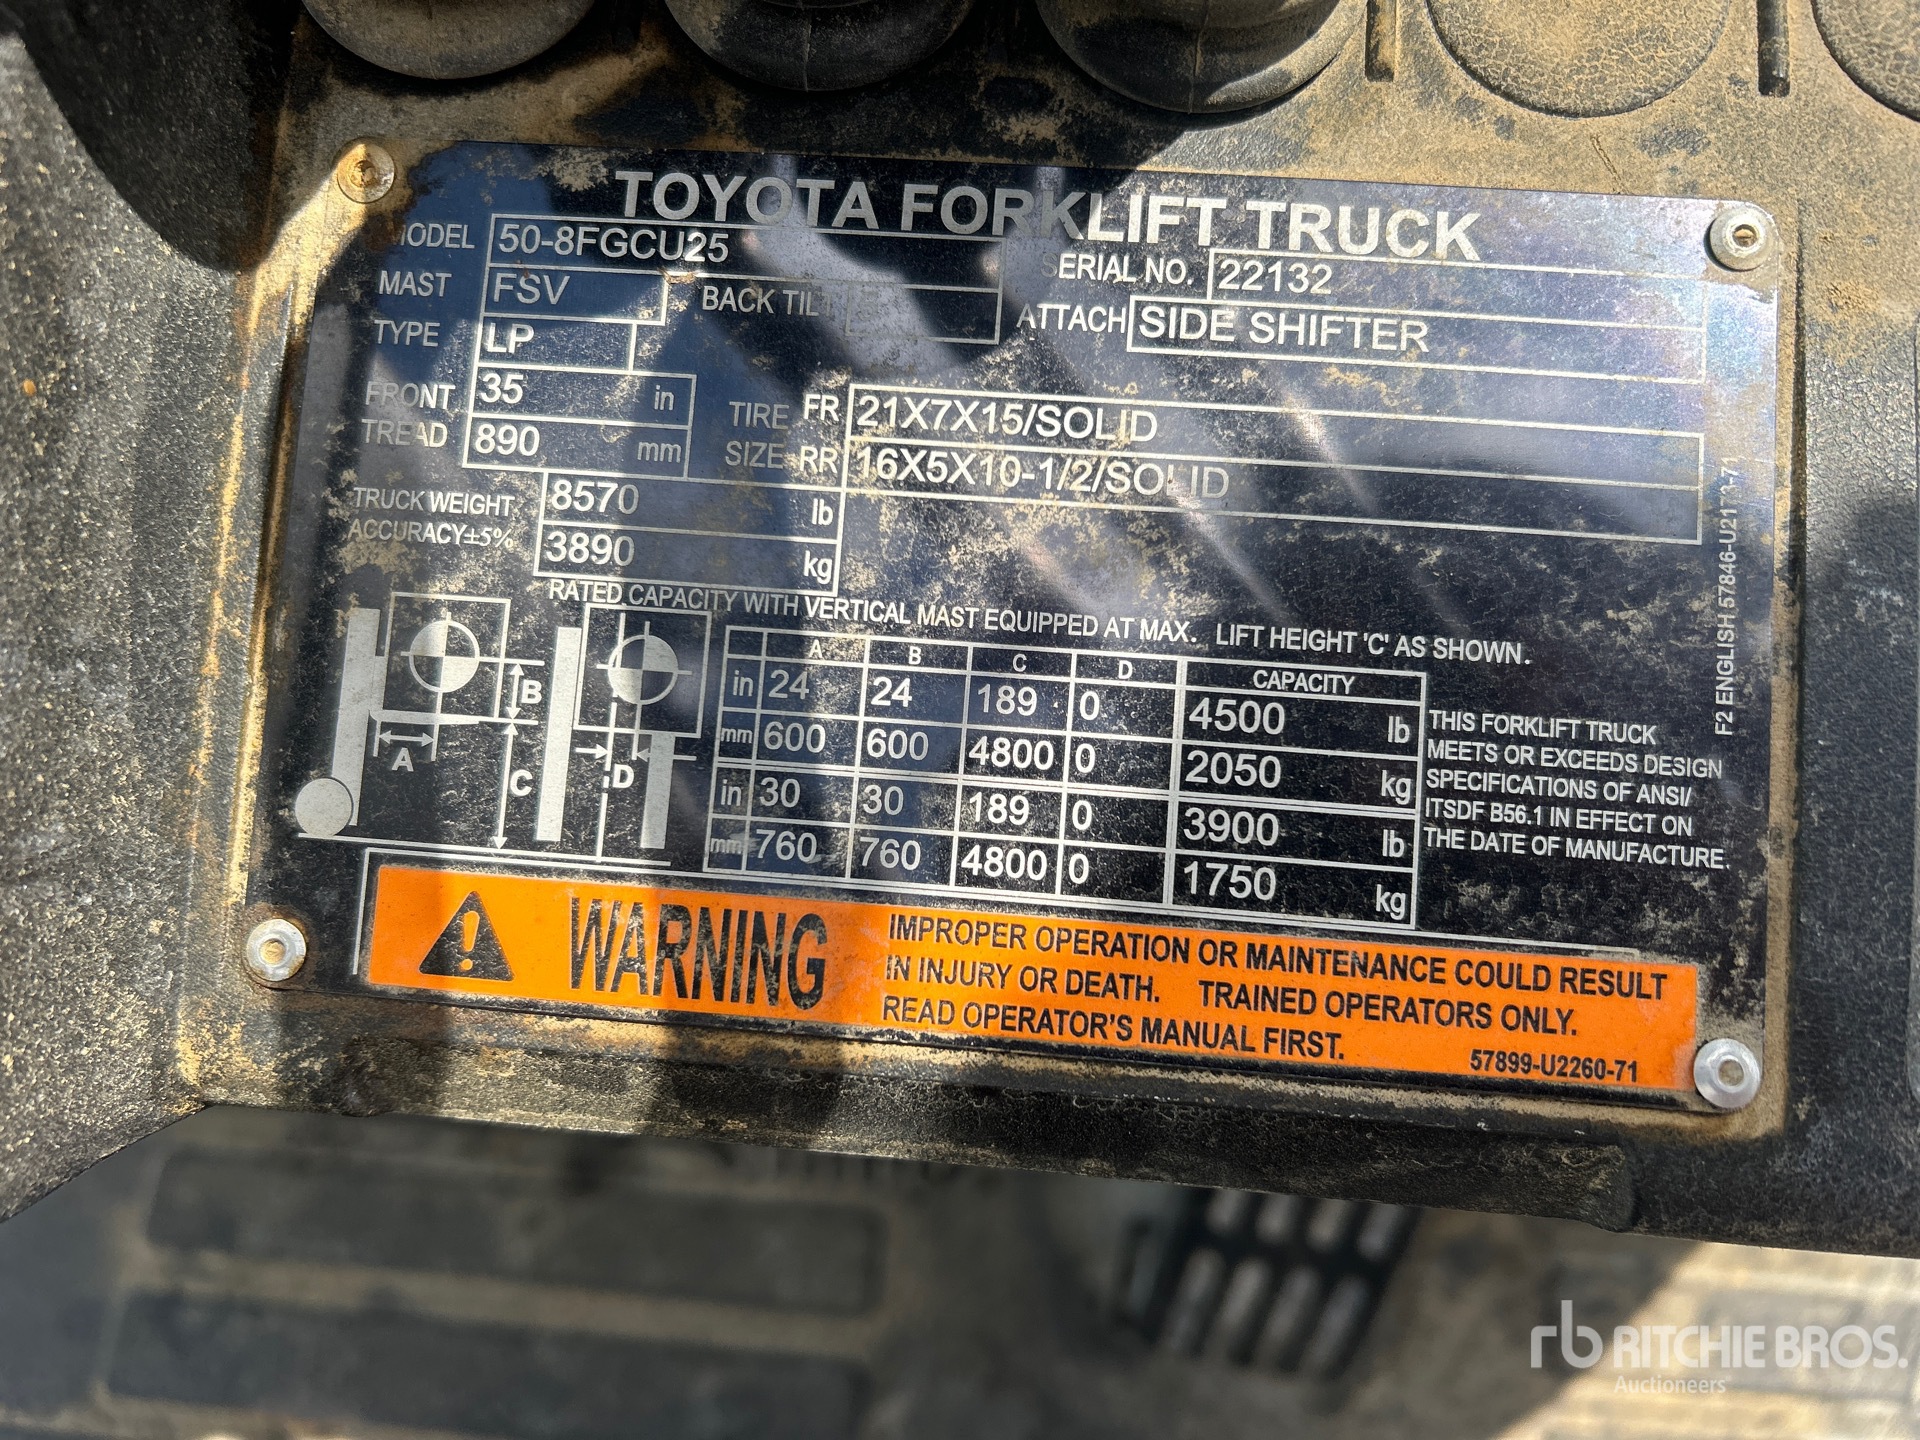 TOYOTA FORKLIFT TRUCK
MODEL 50-8FGCU25 SERIAL NO. 22132
MAST FSV BACK TILT ATTACH SIDE SHIFTER
TYPE LP
FRONT TREAD 35 in 890 mm
TIRE SIZE FR 21X7X15/SOLID
RR 16X5X10-1/2/SOLID
TRUCK WEIGHT 8570 lb
ACCURACY±5% 3890 kg
RATED CAPACITY WITH VERTICAL MAST EQUIPPED AT MAX. LIFT HEIGHT 'C' AS SHOWN.
A B C D CAPACITY
in 24 24 189 0 4500 lb
mm 600 600 4800 0 2050 kg
in 30 30 189 0 3900 lb
mm 760 760 4800 0 1750 kg
A B C D
THIS FORKLIFT TRUCK
MEETS OR EXCEEDS DESIGN
SPECIFICATIONS OF ANSI/
ITSDF B56.1 IN EFFECT ON
THE DATE OF MANUFACTURE.
F2 ENGLISH
WARNING
IMPROPER OPERATION OR MAINTENANCE COULD RESULT
IN INJURY OR DEATH. TRAINED OPERATORS ONLY.
READ OPERATOR'S MANUAL FIRST.
57899-U2260-71
rb RITCHIE BROS.
Auctioneers